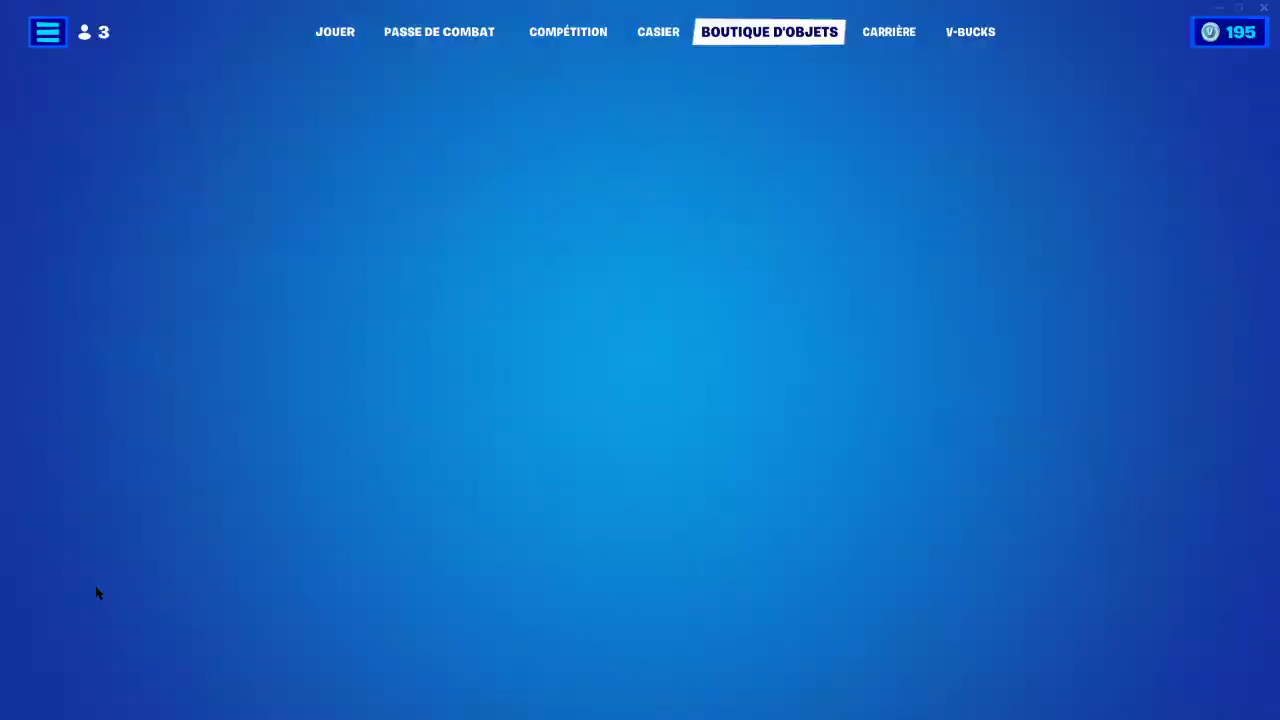 3 JOUER PASSE DE COMBAT COMPÉTITION CASIER BOUTIQUE D'OBJETS CARRIÈRE V-BUCKS V 195